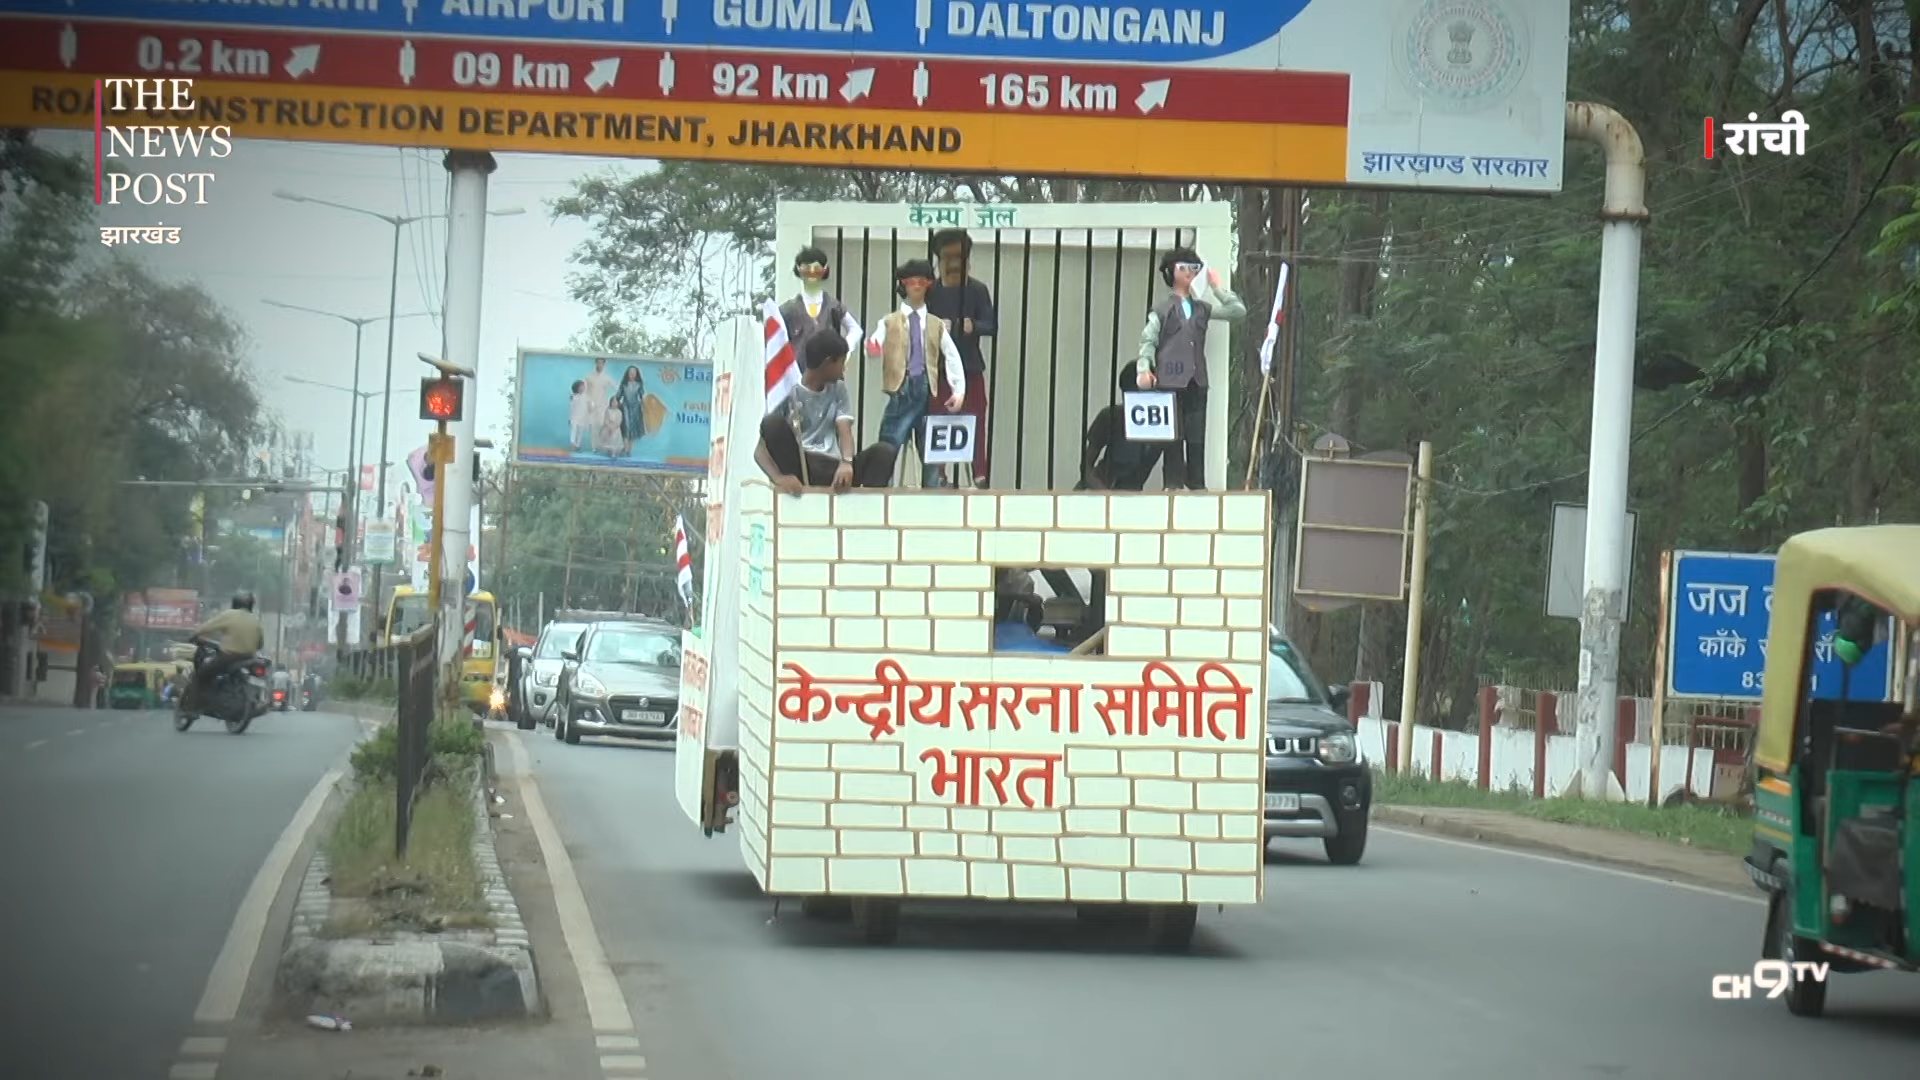 AIRPORT GUMLA DALTONGANJ
0.2 km 09 km 92 km 165 km
ROAD CONSTRUCTION DEPARTMENT, JHARKHAND
झारखण्ड सरकार
THE
NEWS
POST
झारखंड
रांची
केम्प जेल
ED
CBI
केन्द्रीय सरना समिति
भारत
जज
काँके
CH9TV